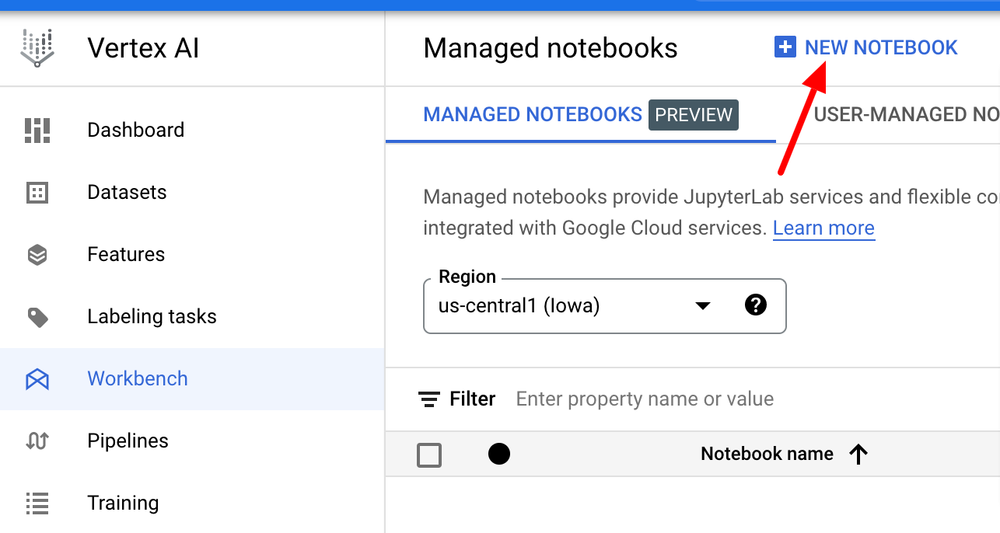 Vertex AI
Dashboard
Datasets
Features
Labeling tasks
Workbench
Pipelines
Training
Managed notebooks
NEW NOTEBOOK
MANAGED NOTEBOOKS PREVIEW
USER-MANAGED NO
Managed notebooks provide JupyterLab services and flexible co
integrated with Google Cloud services. Learn more
Region
us-central1 (Iowa)
Filter Enter property name or value
Notebook name